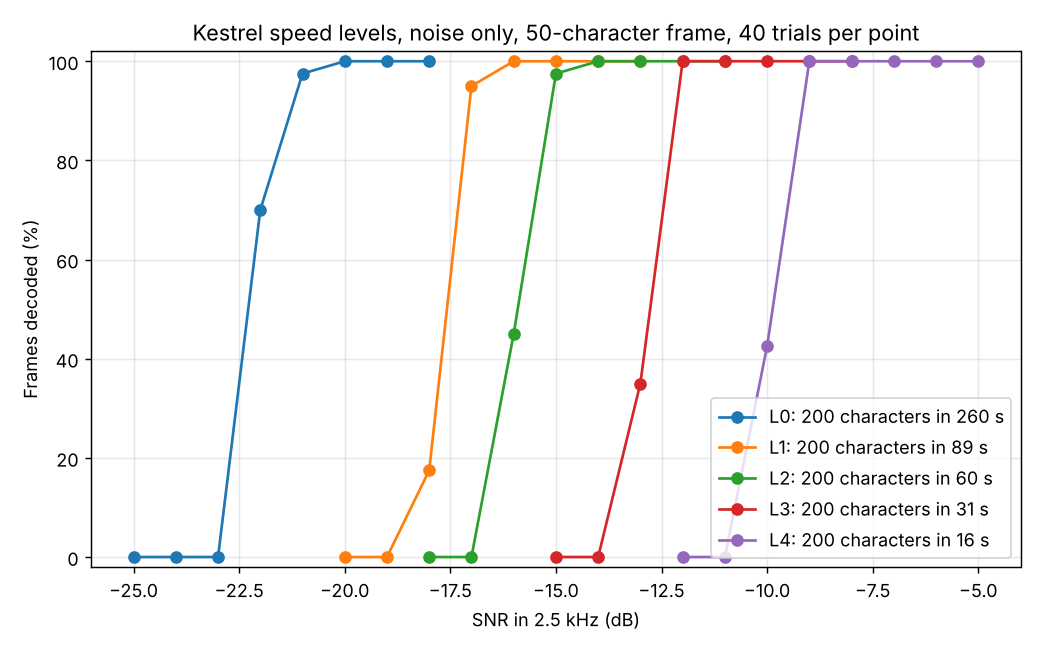 Kestrel speed levels, noise only, 50-character frame, 40 trials per point
Frames decoded (%)
100
80
60
40
20
0
L0: 200 characters in 260 s
L1: 200 characters in 89 s
L2: 200 characters in 60 s
L3: 200 characters in 31 s
L4: 200 characters in 16 s
−25.0 −22.5 −20.0 −17.5 −15.0 −12.5 −10.0 −7.5 −5.0
SNR in 2.5 kHz (dB)